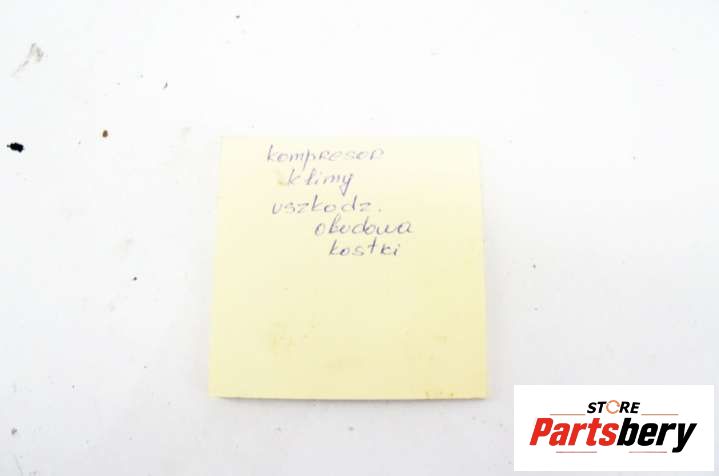 kompresor
klimy
uszkodz.
obudowa
kostki
STORE
Partsbery